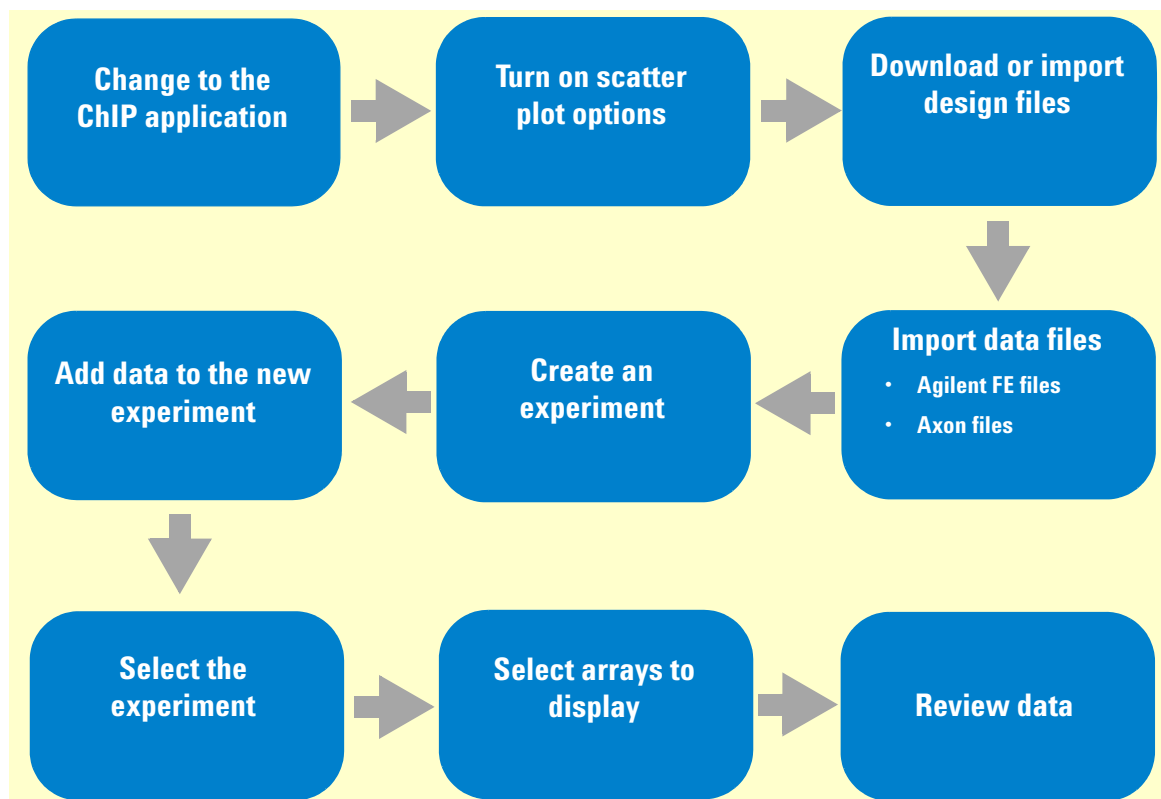 Change to the
ChIP application
Turn on scatter
plot options
Download or import
design files
Import data files
• Agilent FE files
• Axon files
Create an
experiment
Add data to the new
experiment
Select the
experiment
Select arrays to
display
Review data